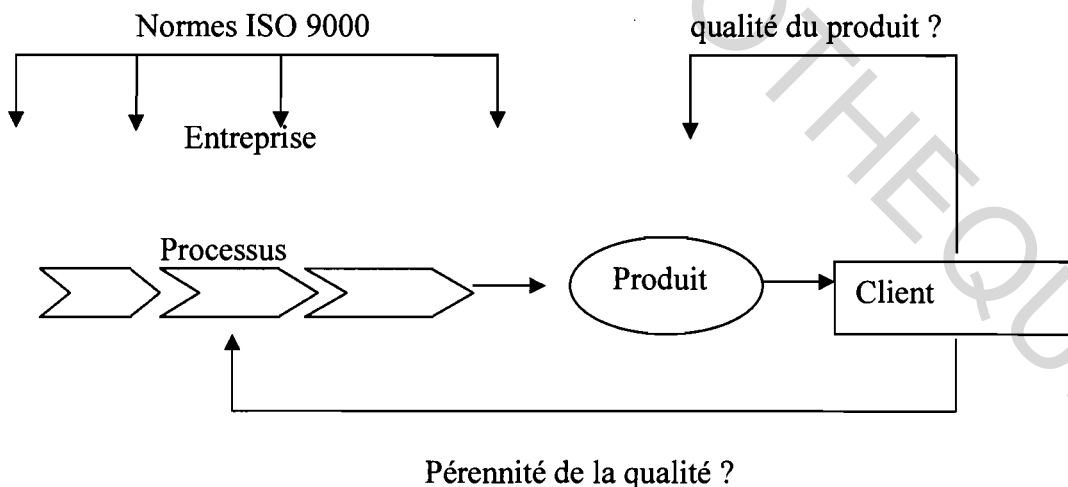 Normes ISO 9000
qualité du produit ?
Entreprise
Processus
Produit
Client
Pérennité de la qualité ?